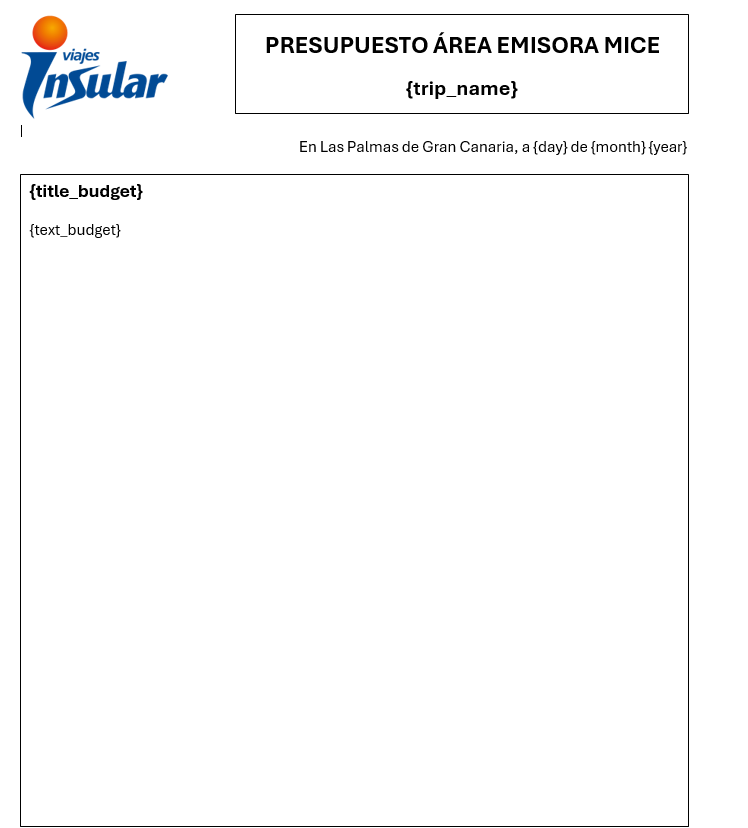 viajes
insular
PRESUPUESTO ÁREA EMISORA MICE
{trip_name}
En Las Palmas de Gran Canaria, a {day} de {month} {year}
{title_budget}
{text_budget}